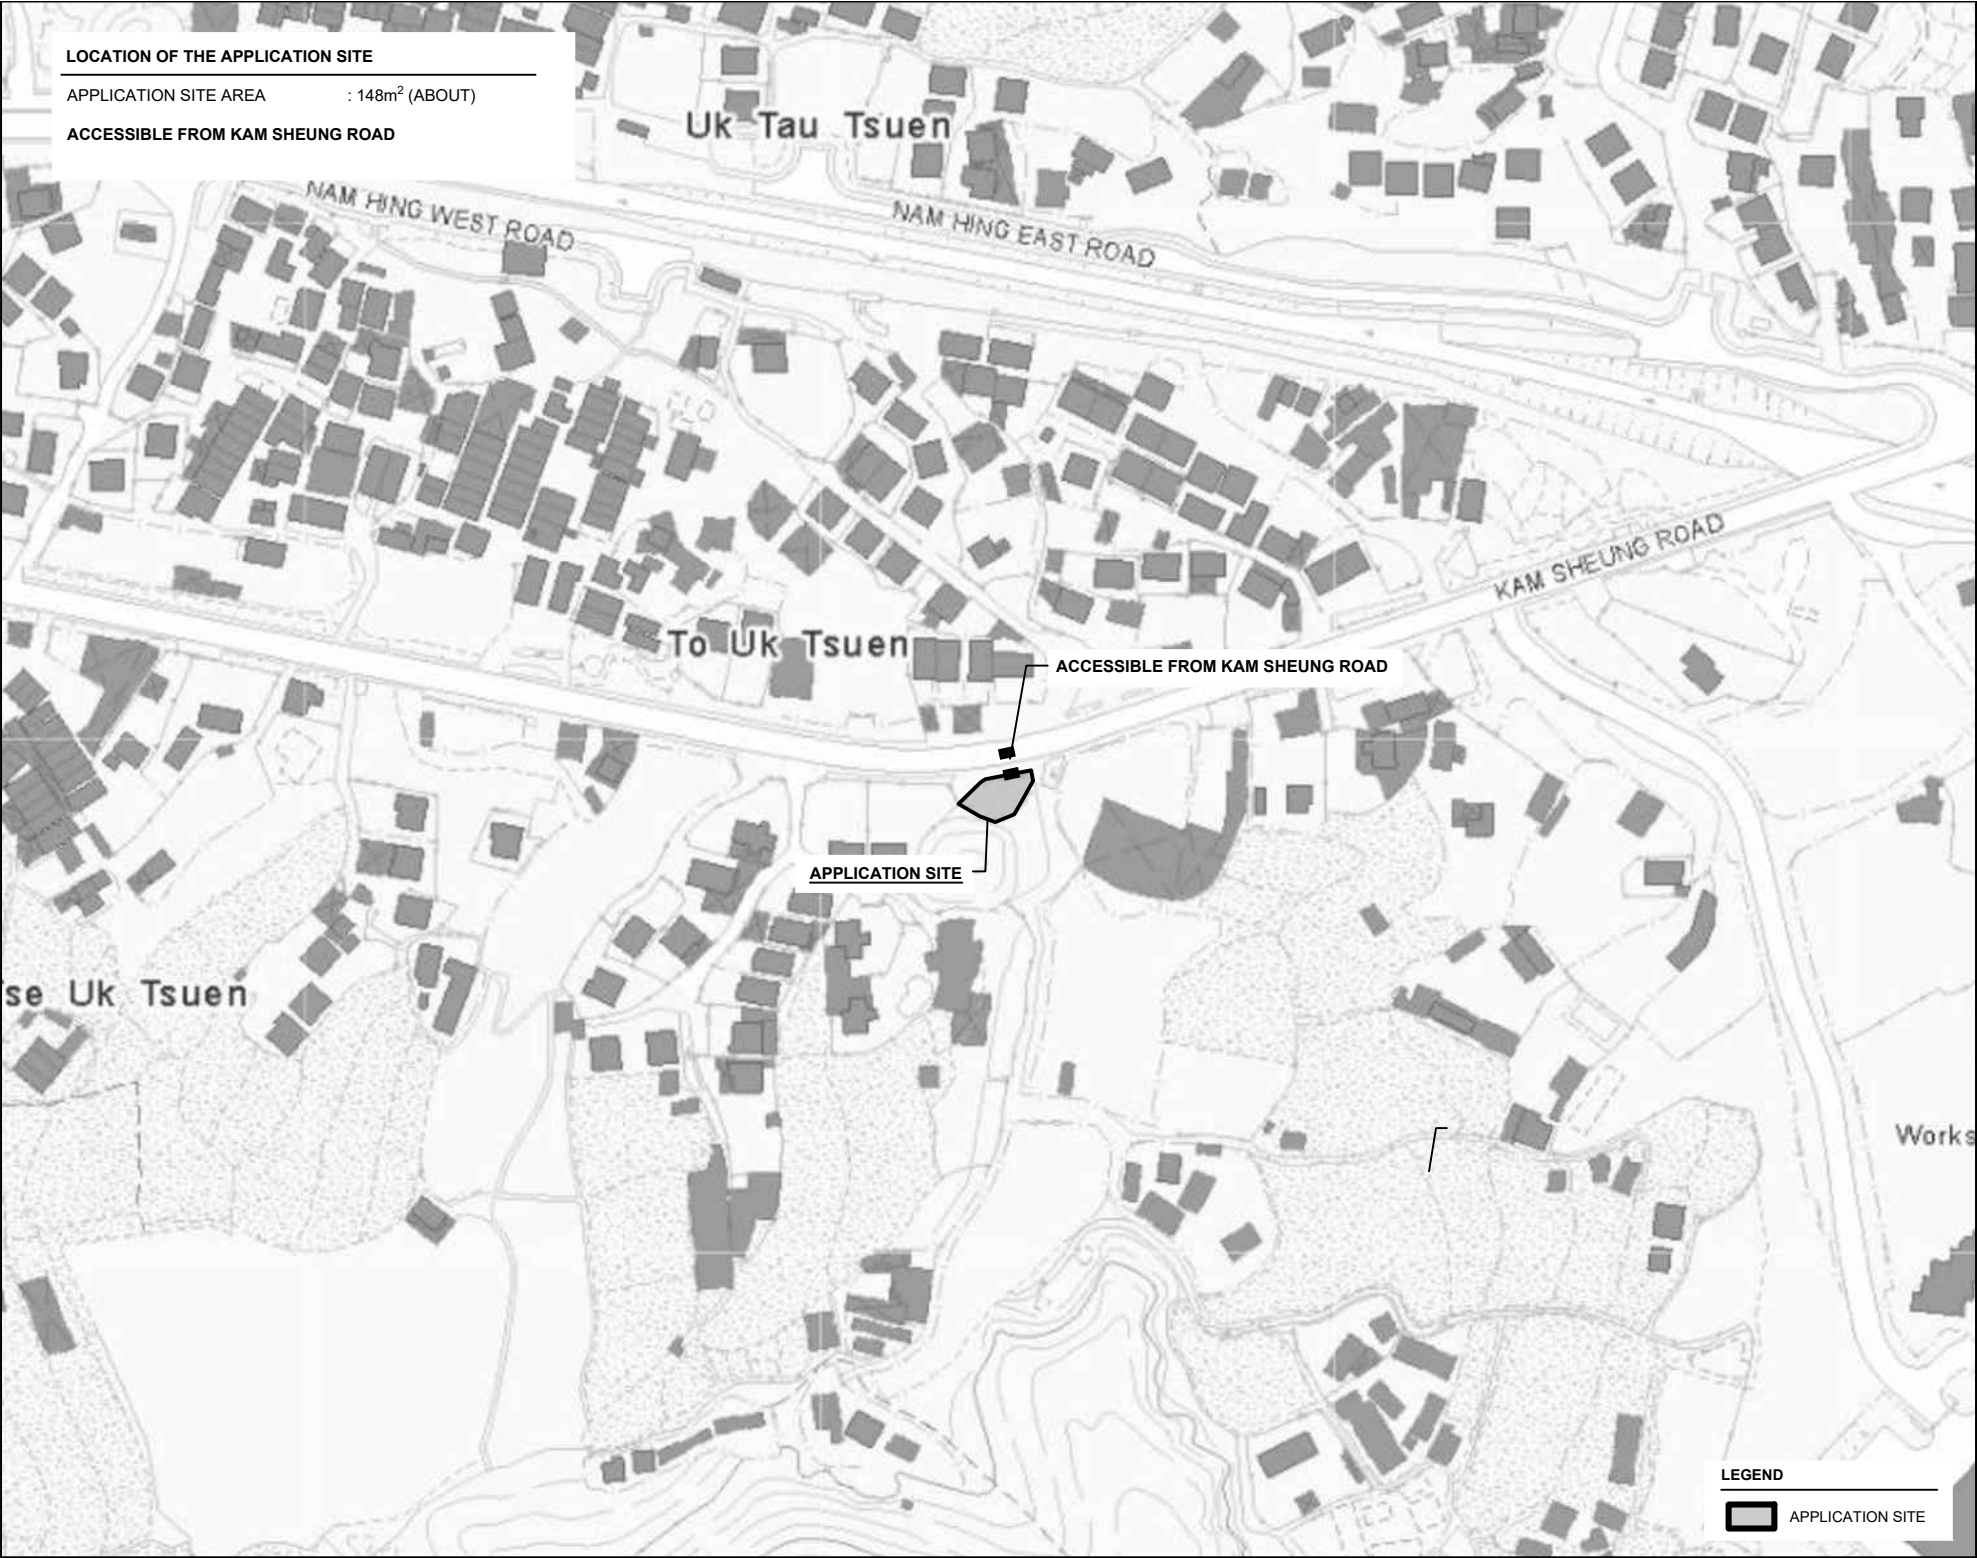 LOCATION OF THE APPLICATION SITE
APPLICATION SITE AREA : 148m² (ABOUT)
ACCESSIBLE FROM KAM SHEUNG ROAD
Uk Tau Tsuen
NAM HING WEST ROAD
NAM HING EAST ROAD
KAM SHEUNG ROAD
To Uk Tsuen
ACCESSIBLE FROM KAM SHEUNG ROAD
APPLICATION SITE
Tse Uk Tsuen
Works
LEGEND
APPLICATION SITE